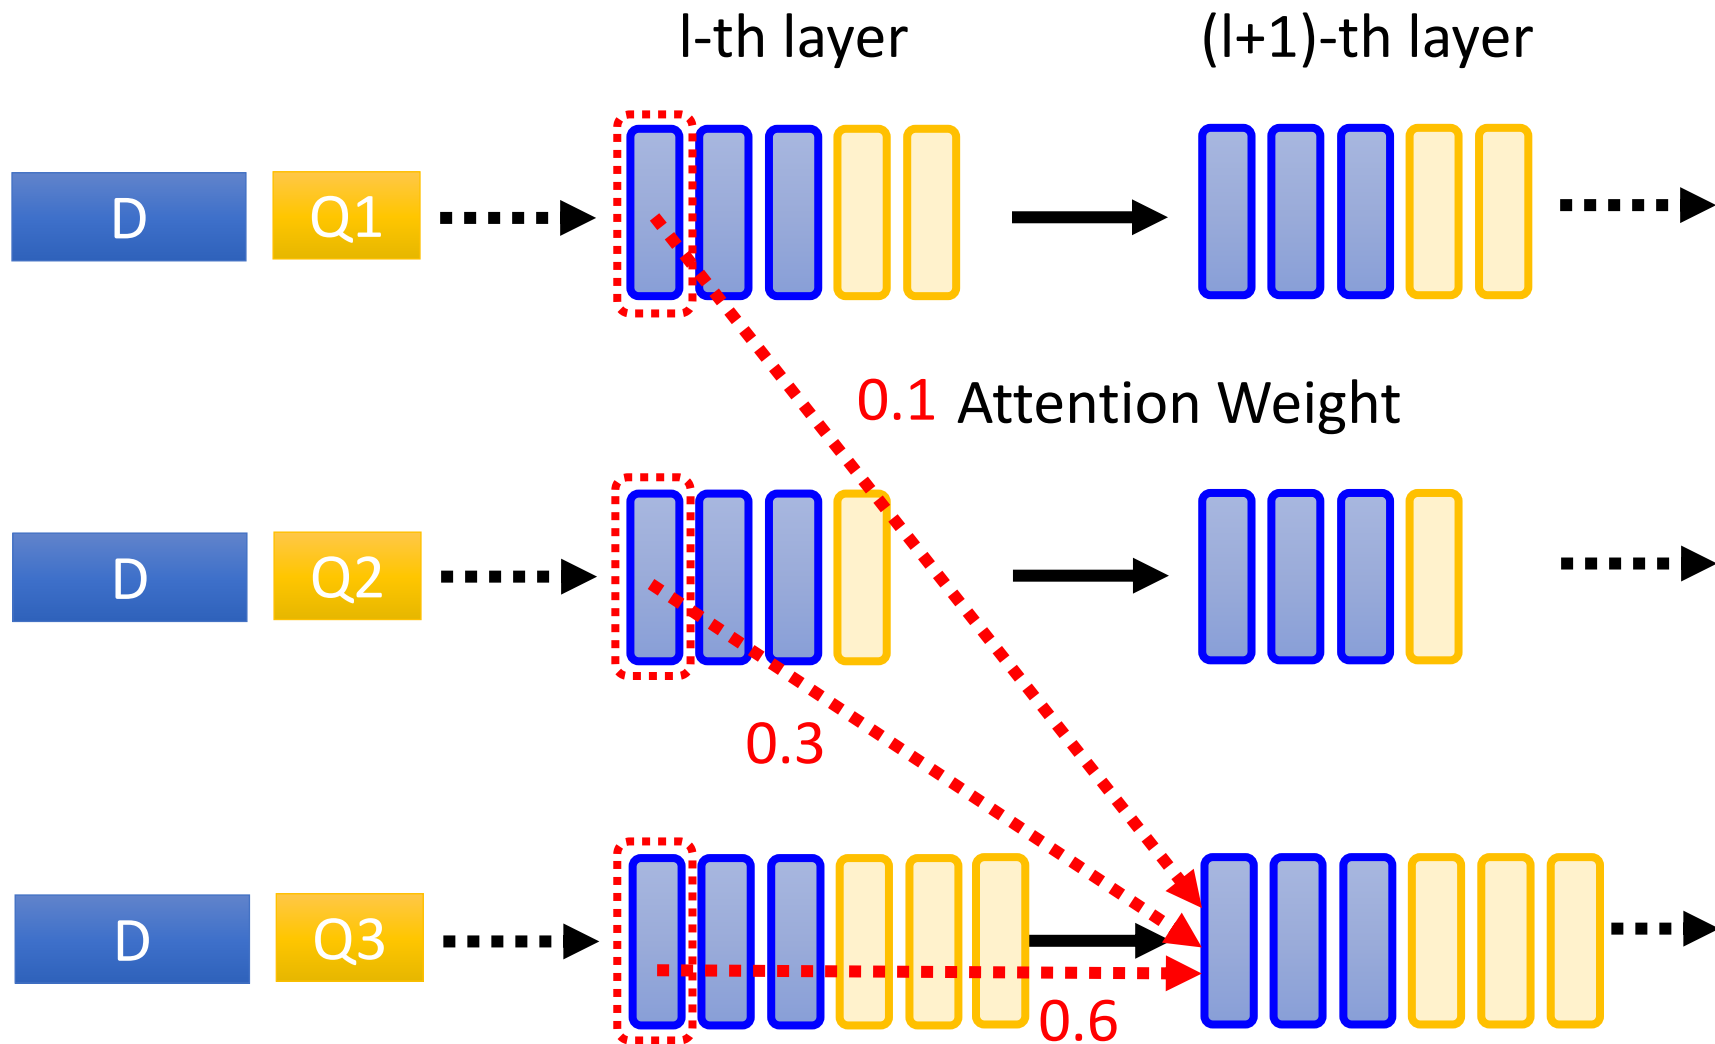 l-th layer
(l+1)-th layer
D
Q1
0.1 Attention Weight
D
Q2
0.3
D
Q3
0.6